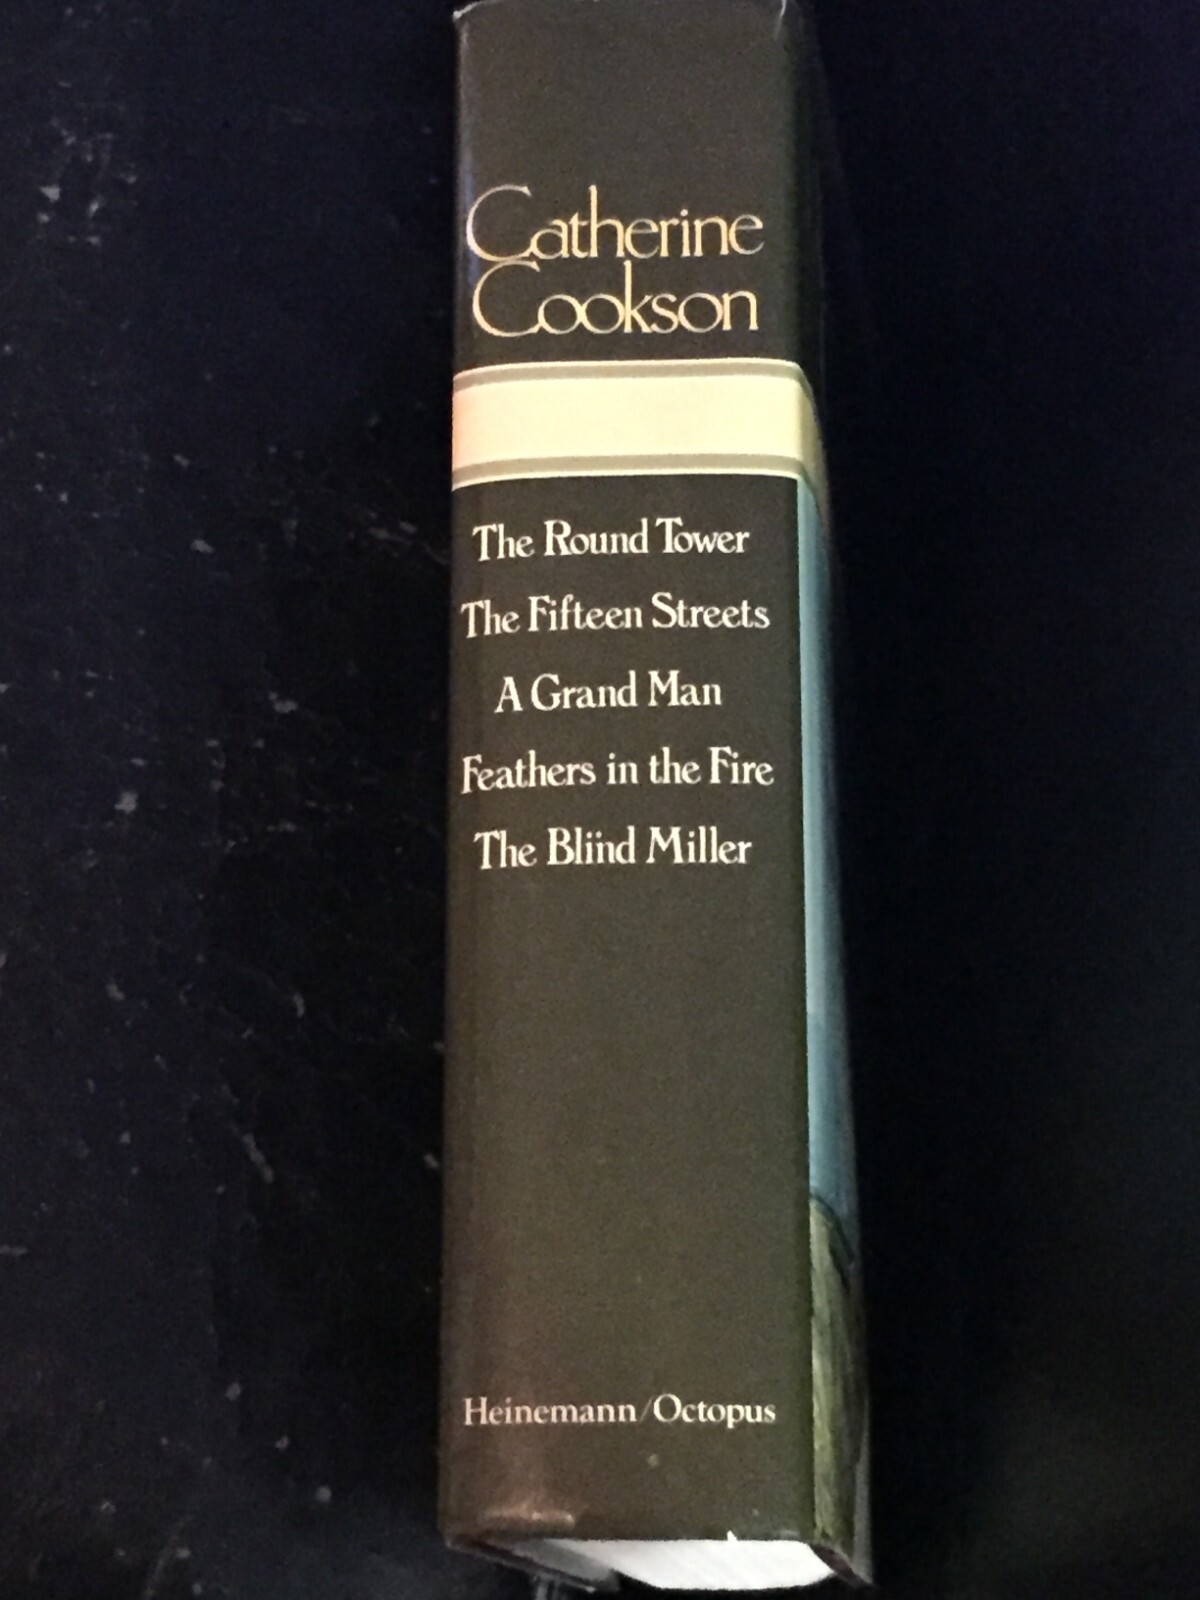 Catherine
Cookson
The Round Tower
The Fifteen Streets
A Grand Man
Feathers in the Fire
The Blind Miller
Heinemann/Octopus